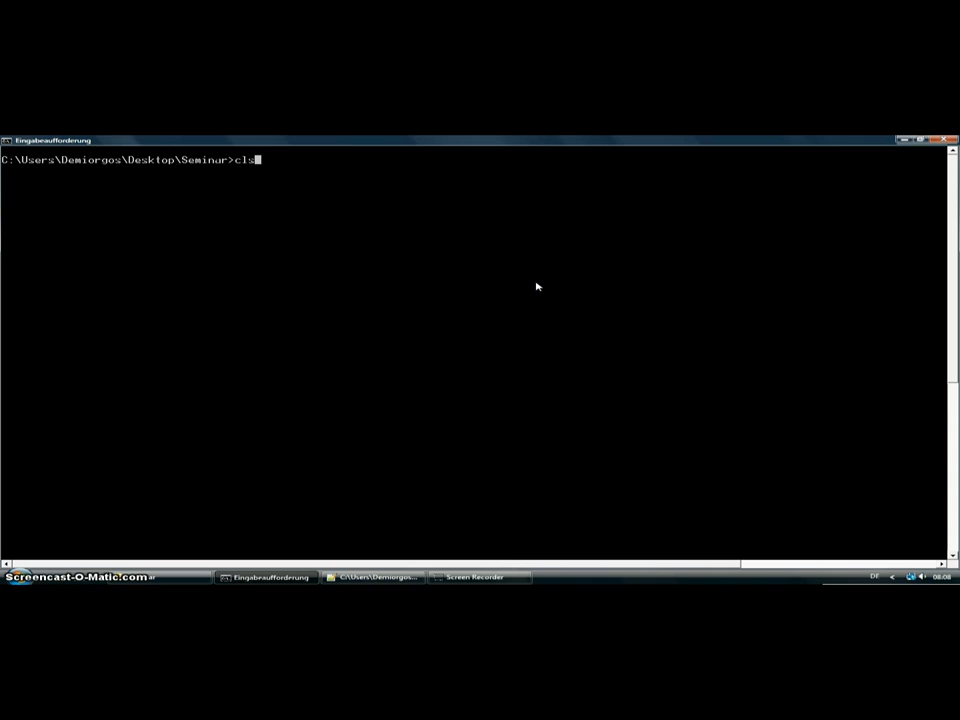 Eingabeaufforderung
C:\Users\Demiorgos\Desktop\Seminar>cls
Screencast-O-Matic.com
Eingabeaufforderung
C:\Users\Demiorgos...
Screen Recorder
DE
08:08